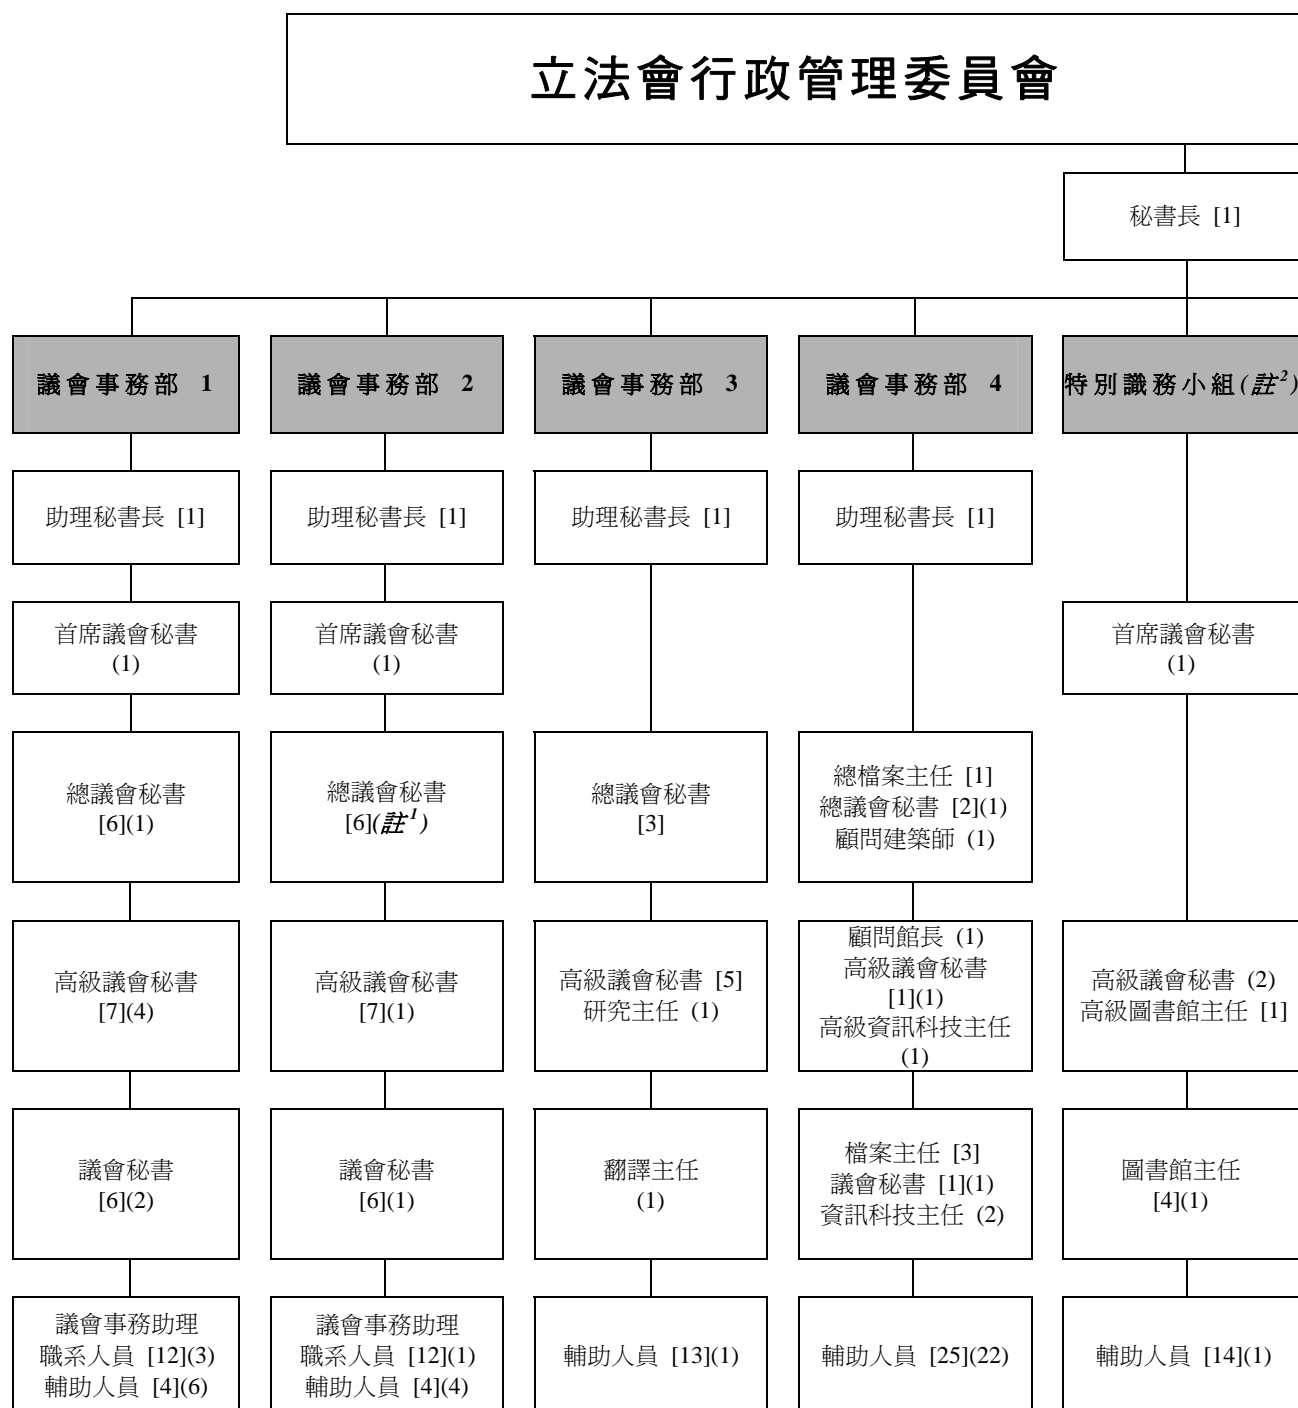 立法會行政管理委員會
秘書長 [1]
議會事務部 1
議會事務部 2
議會事務部 3
議會事務部 4
特別識務小組(註2)
助理秘書長 [1]
助理秘書長 [1]
助理秘書長 [1]
助理秘書長 [1]
首席議會秘書
(1)
首席議會秘書
(1)
首席議會秘書
(1)
總議會秘書
[6](1)
總議會秘書
[6](註1)
總議會秘書
[3]
總檔案主任 [1]
總議會秘書 [2](1)
顧問建築師 (1)
高級議會秘書
[7](4)
高級議會秘書
[7](1)
高級議會秘書 [5]
研究主任 (1)
顧問館長 (1)
高級議會秘書
[1](1)
高級資訊科技主任
(1)
高級議會秘書 (2)
高級圖書館主任 [1]
議會秘書
[6](2)
議會秘書
[6](1)
翻譯主任
(1)
檔案主任 [3]
議會秘書 [1](1)
資訊科技主任 (2)
圖書館主任
[4](1)
議會事務助理
職系人員 [12](3)
輔助人員 [4](6)
議會事務助理
職系人員 [12](1)
輔助人員 [4](4)
輔助人員 [13](1)
輔助人員 [25](22)
輔助人員 [14](1)